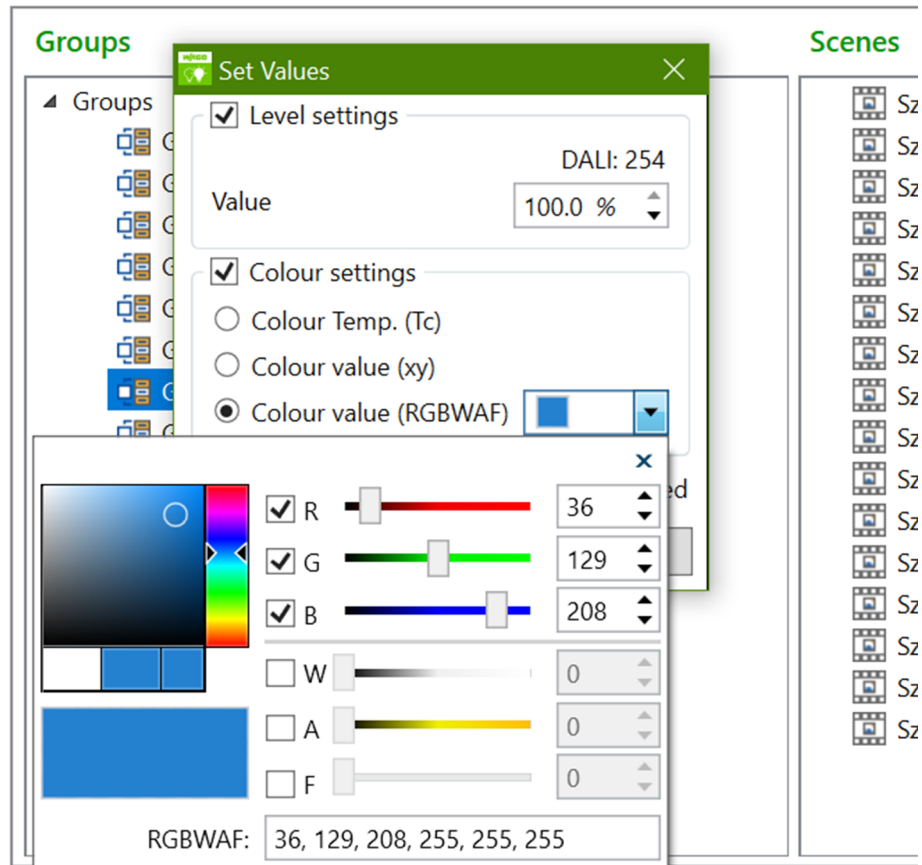 Groups
Scenes
WAGO
Set Values
Groups
Level settings
DALI: 254
Value
100.0 %
Colour settings
Colour Temp. (Tc)
Colour value (xy)
Colour value (RGBWAF)
R
36
G
129
B
208
W
0
A
0
F
0
RGBWAF:
36, 129, 208, 255, 255, 255